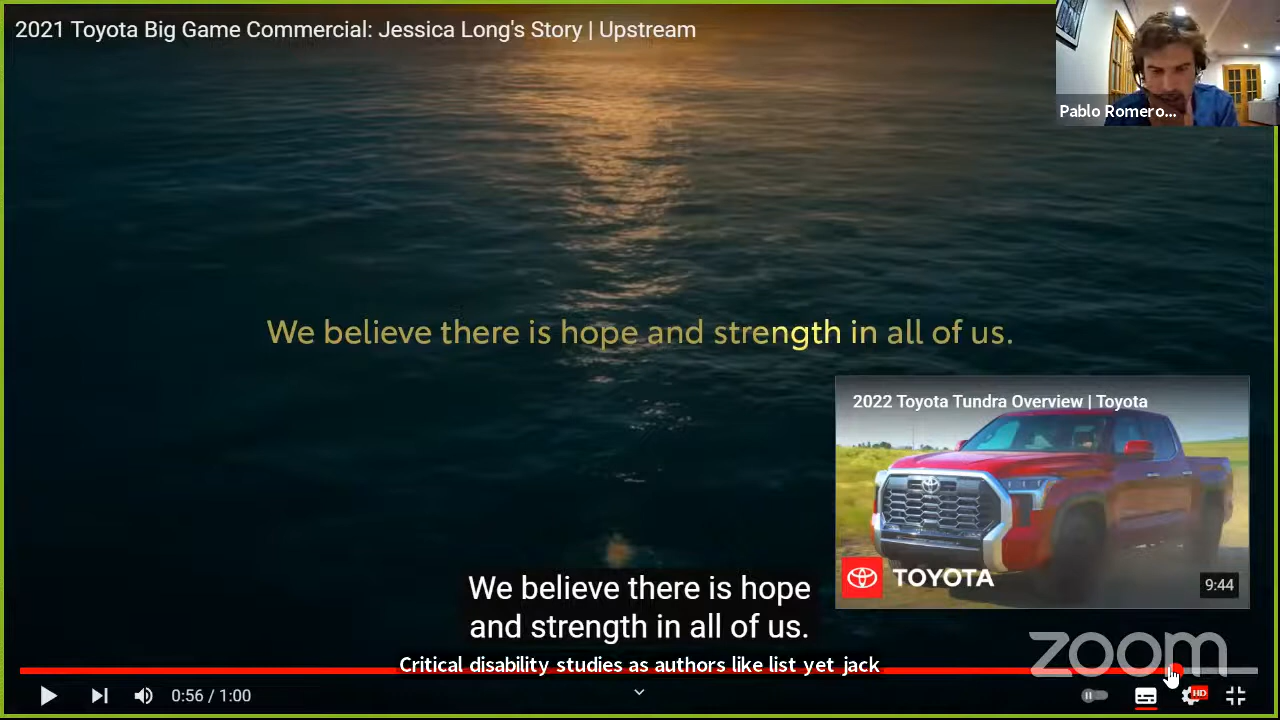 2021 Toyota Big Game Commercial: Jessica Long's Story | Upstream
Pablo Romero...
We believe there is hope and strength in all of us.
2022 Toyota Tundra Overview | Toyota
TOYOTA
9:44
We believe there is hope
and strength in all of us.
zoom
Critical disability studies as authors like list yet jack
0:56 / 1:00
HD